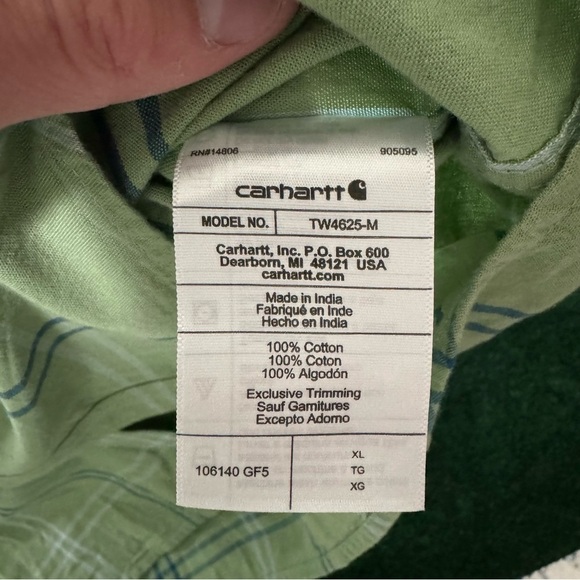 RN#14806 905095
carhartt
MODEL NO. TW4625-M
Carhartt, Inc. P.O. Box 600
Dearborn, MI 48121 USA
carhartt.com
Made in India
Fabriqué en Inde
Hecho en India
100% Cotton
100% Coton
100% Algodón
Exclusive Trimming
Sauf Garnitures
Excepto Adorno
106140 GF5
XL
TG
XG